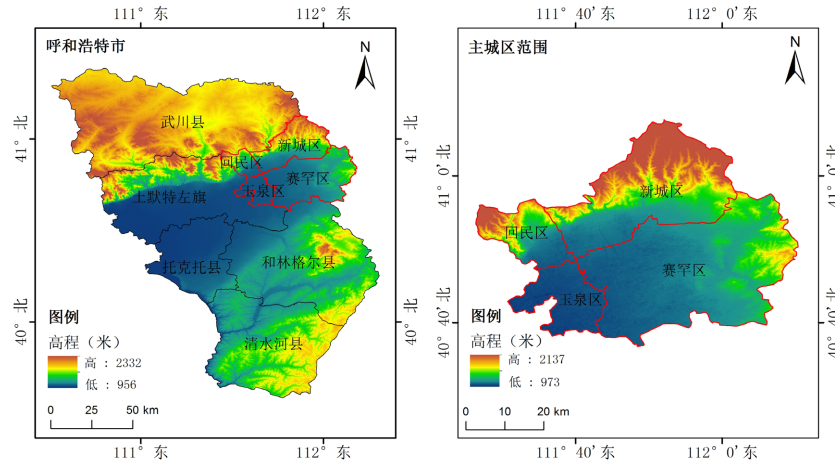 111° 东
112° 东
呼和浩特市
N
武川县
新城区
回民区
赛罕区
玉泉区
土默特左旗
托克托县
和林格尔县
清水河县
41° 北
40° 北
41° 北
40° 北
图例
高程（米）
高 : 2332
低 : 956
0 25 50 km
111° 东
112° 东
111° 40'东
112° 0'东
主城区范围
N
新城区
回民区
赛罕区
玉泉区
41° 0'北
40° 40'北
41° 0'北
40° 40'北
图例
高程（米）
高 : 2137
低 : 973
0 10 20 km
111° 40'东
112° 0'东